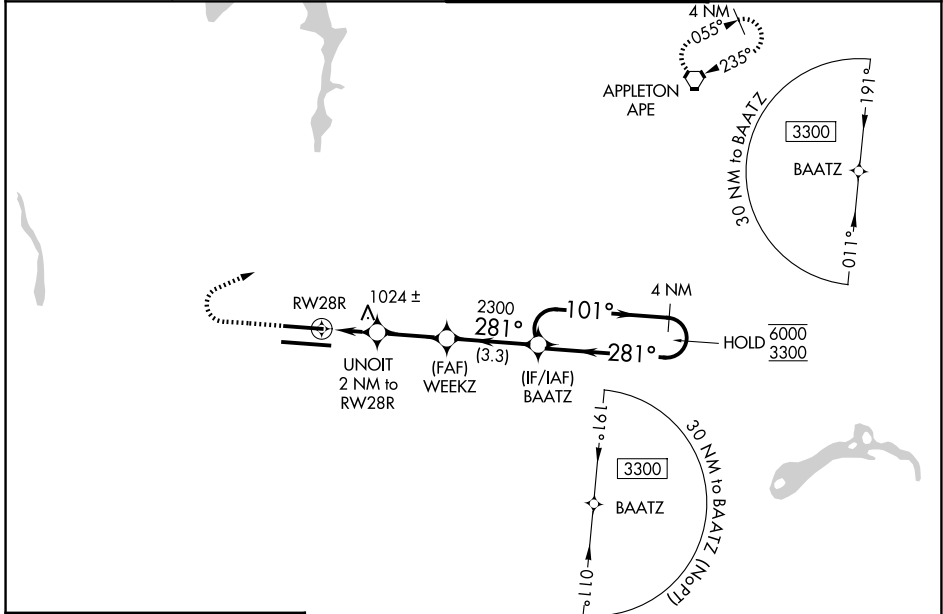 4 NM
055°
235°
APPLETON
APE
30 NM to BAATZ
191°
3300
BAATZ
011°
RW28R
1024 ±
2300
281°
(3.3)
101°
4 NM
281°
HOLD 6000
3300
UNOIT
2 NM to
RW28R
(FAF)
WEEKZ
(IF/IAF)
BAATZ
191°
30 NM to BAATZ (NoPT)
3300
BAATZ
011°